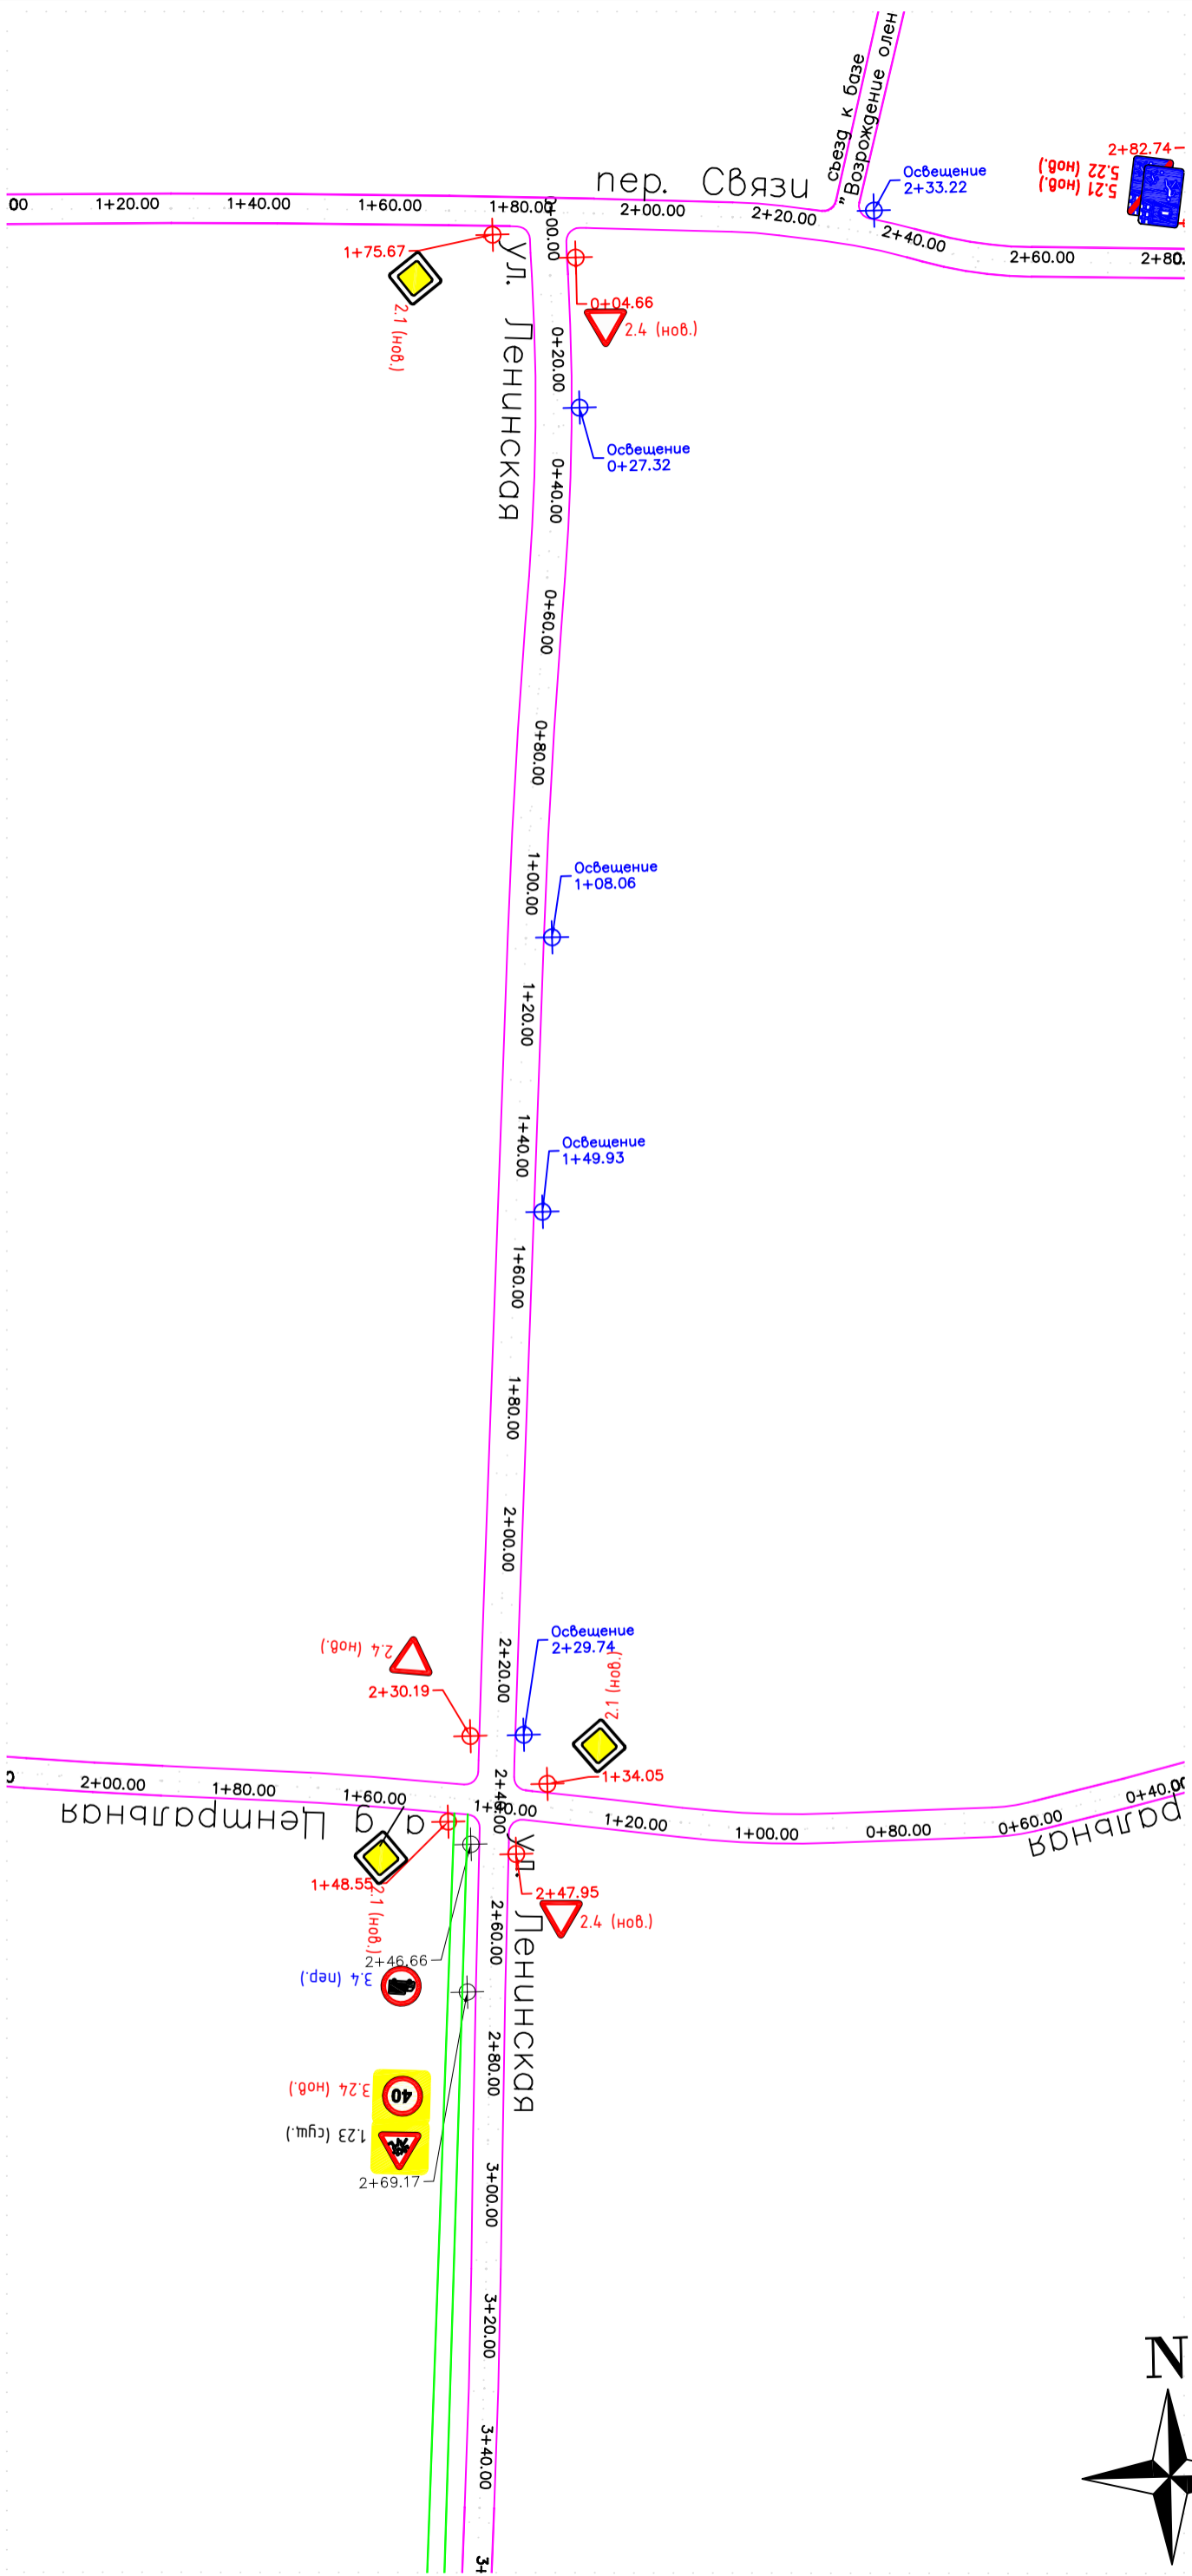 съезд к базе
"Возрождение олен
2+82.74
5.22 (нов.)
5.21 (нов.)
Освещение
2+33.22
пер. Связи
00
1+20.00
1+40.00
1+60.00
1+80.00
0+00.00
2+00.00
2+20.00
2+40.00
2+60.00
2+80.
1+75.67
2.1 (нов.)
ул. Ленинская
0+04.66
2.4 (нов.)
0+20.00
Освещение
0+27.32
0+40.00
0+60.00
0+80.00
1+00.00
Освещение
1+08.06
1+20.00
1+40.00
Освещение
1+49.93
1+60.00
1+80.00
2+00.00
2+20.00
2.4 (нов.)
2+30.19
Освещение
2+29.74
2.1 (нов.)
1+34.05
2+40.00
0
2+00.00
1+80.00
1+60.00
1+40.00
1+20.00
1+00.00
0+80.00
0+60.00
0+40.00
Центральная
ральная
1+48.55
2.1 (нов.)
2+47.95
2.4 (нов.)
2+46.66
3.4 (пер.)
ул. Ленинская
2+60.00
2+80.00
3.24 (нов.)
40
1.23 (сущ.)
2+69.17
3+00.00
3+20.00
3+40.00
3+
N